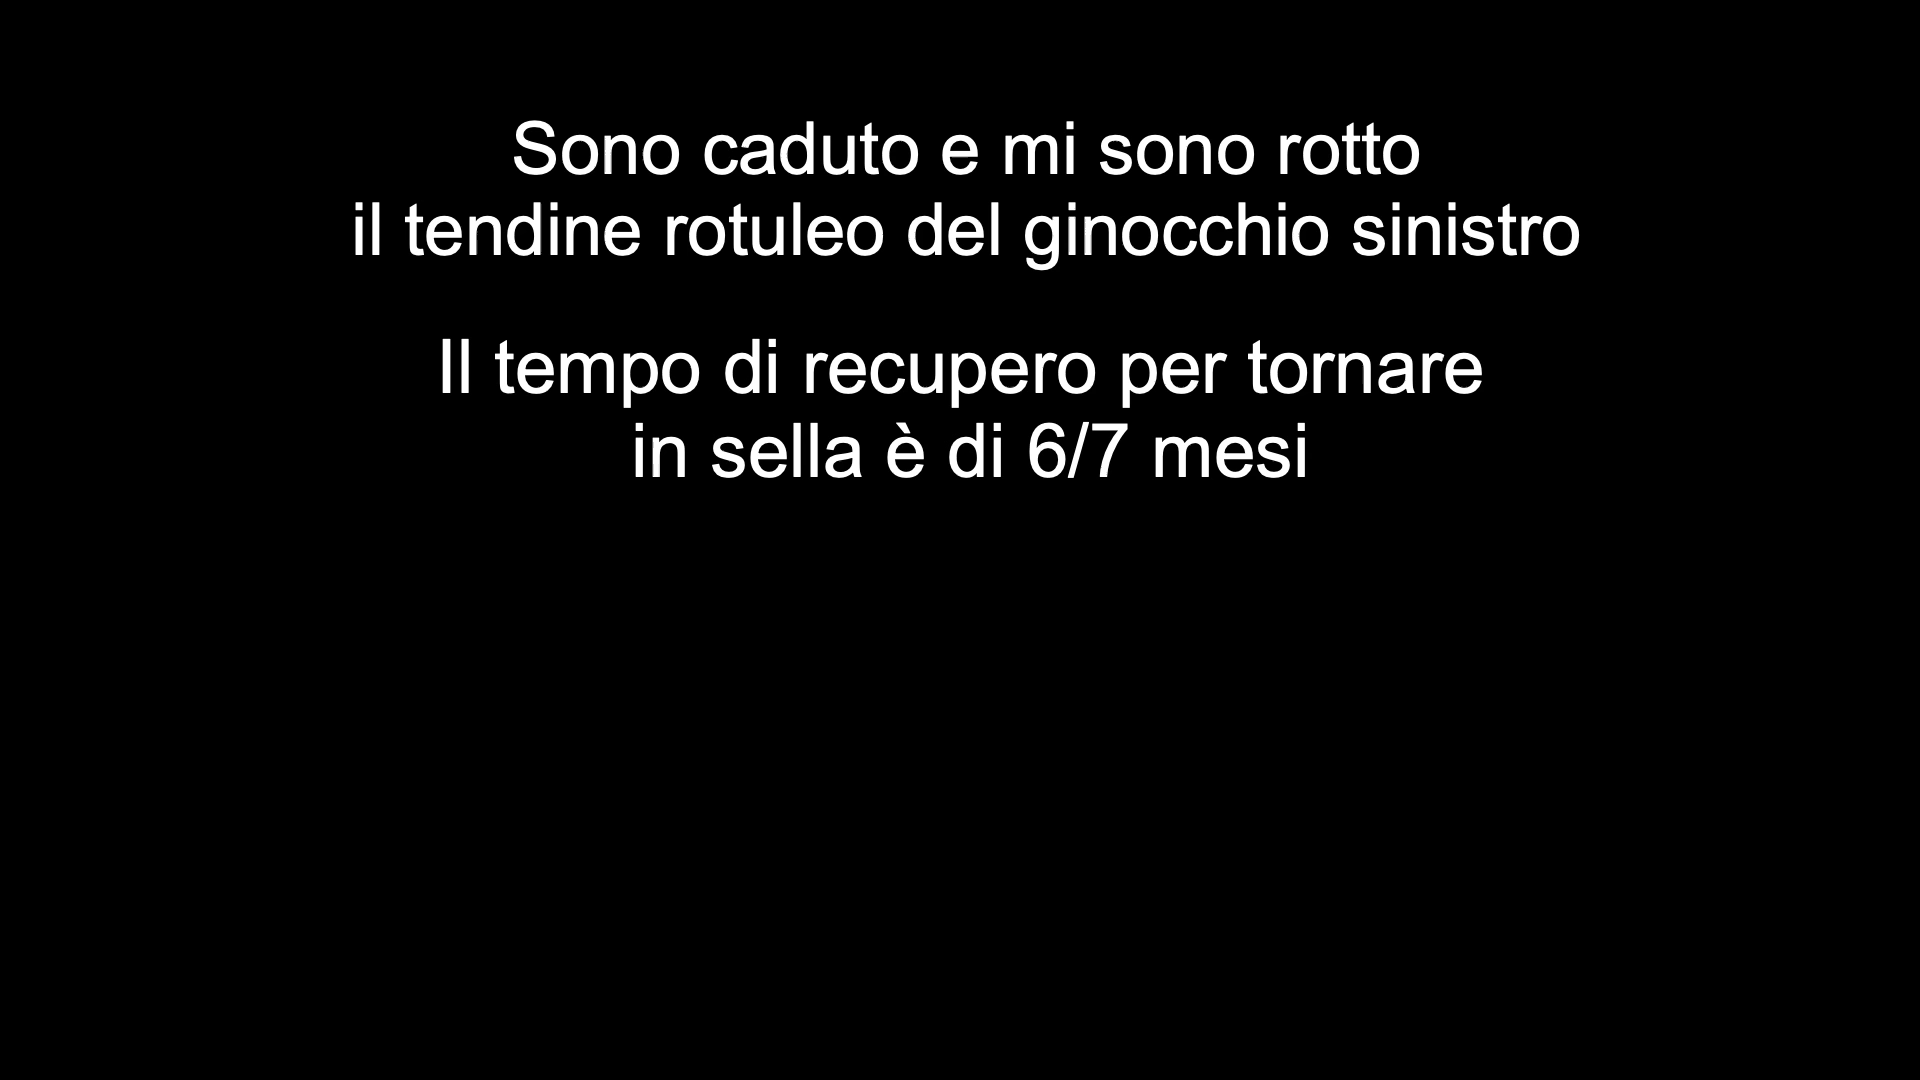 Sono caduto e mi sono rotto
il tendine rotuleo del ginocchio sinistro
Il tempo di recupero per tornare
in sella è di 6/7 mesi